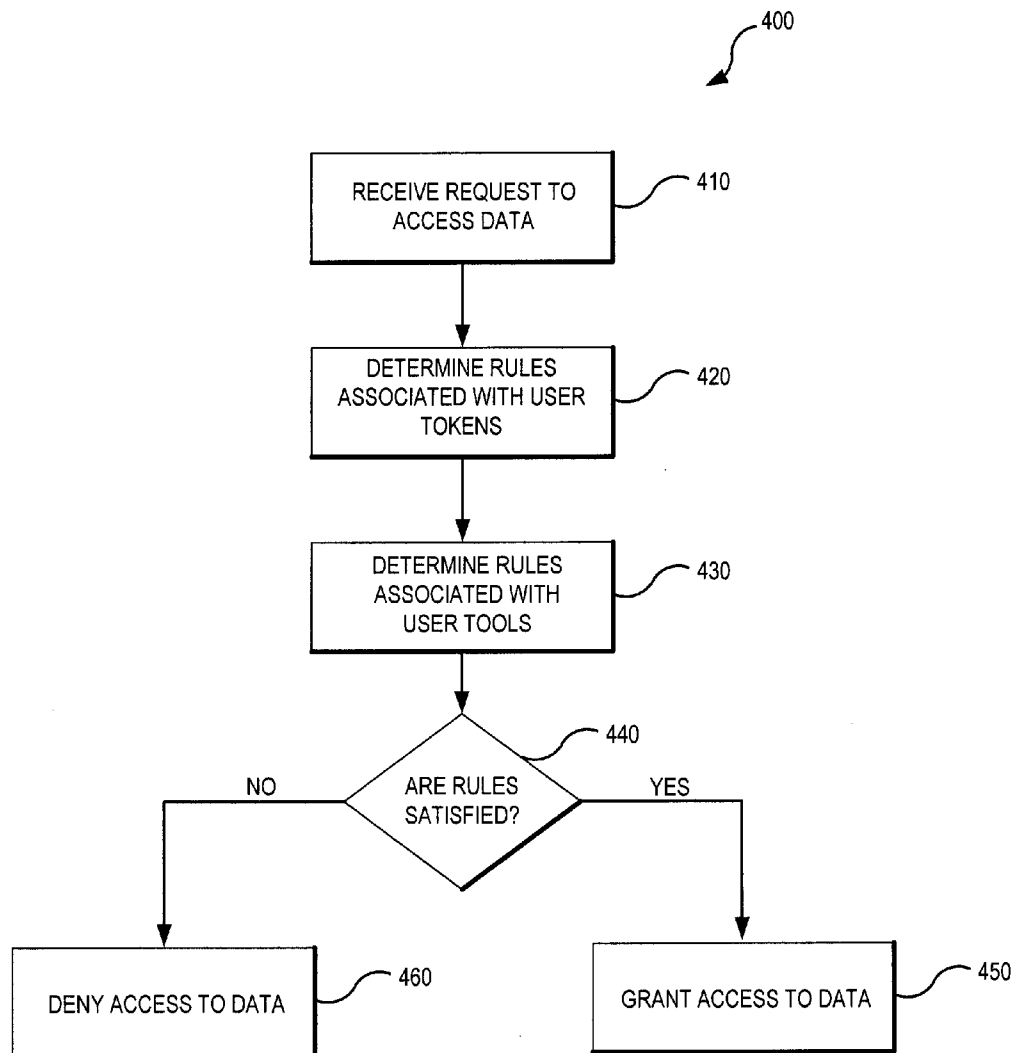 400
RECEIVE REQUEST TO
ACCESS DATA
410
DETERMINE RULES
ASSOCIATED WITH USER
TOKENS
420
DETERMINE RULES
ASSOCIATED WITH
USER TOOLS
430
440
NO
ARE RULES
SATISFIED?
YES
DENY ACCESS TO DATA
460
GRANT ACCESS TO DATA
450